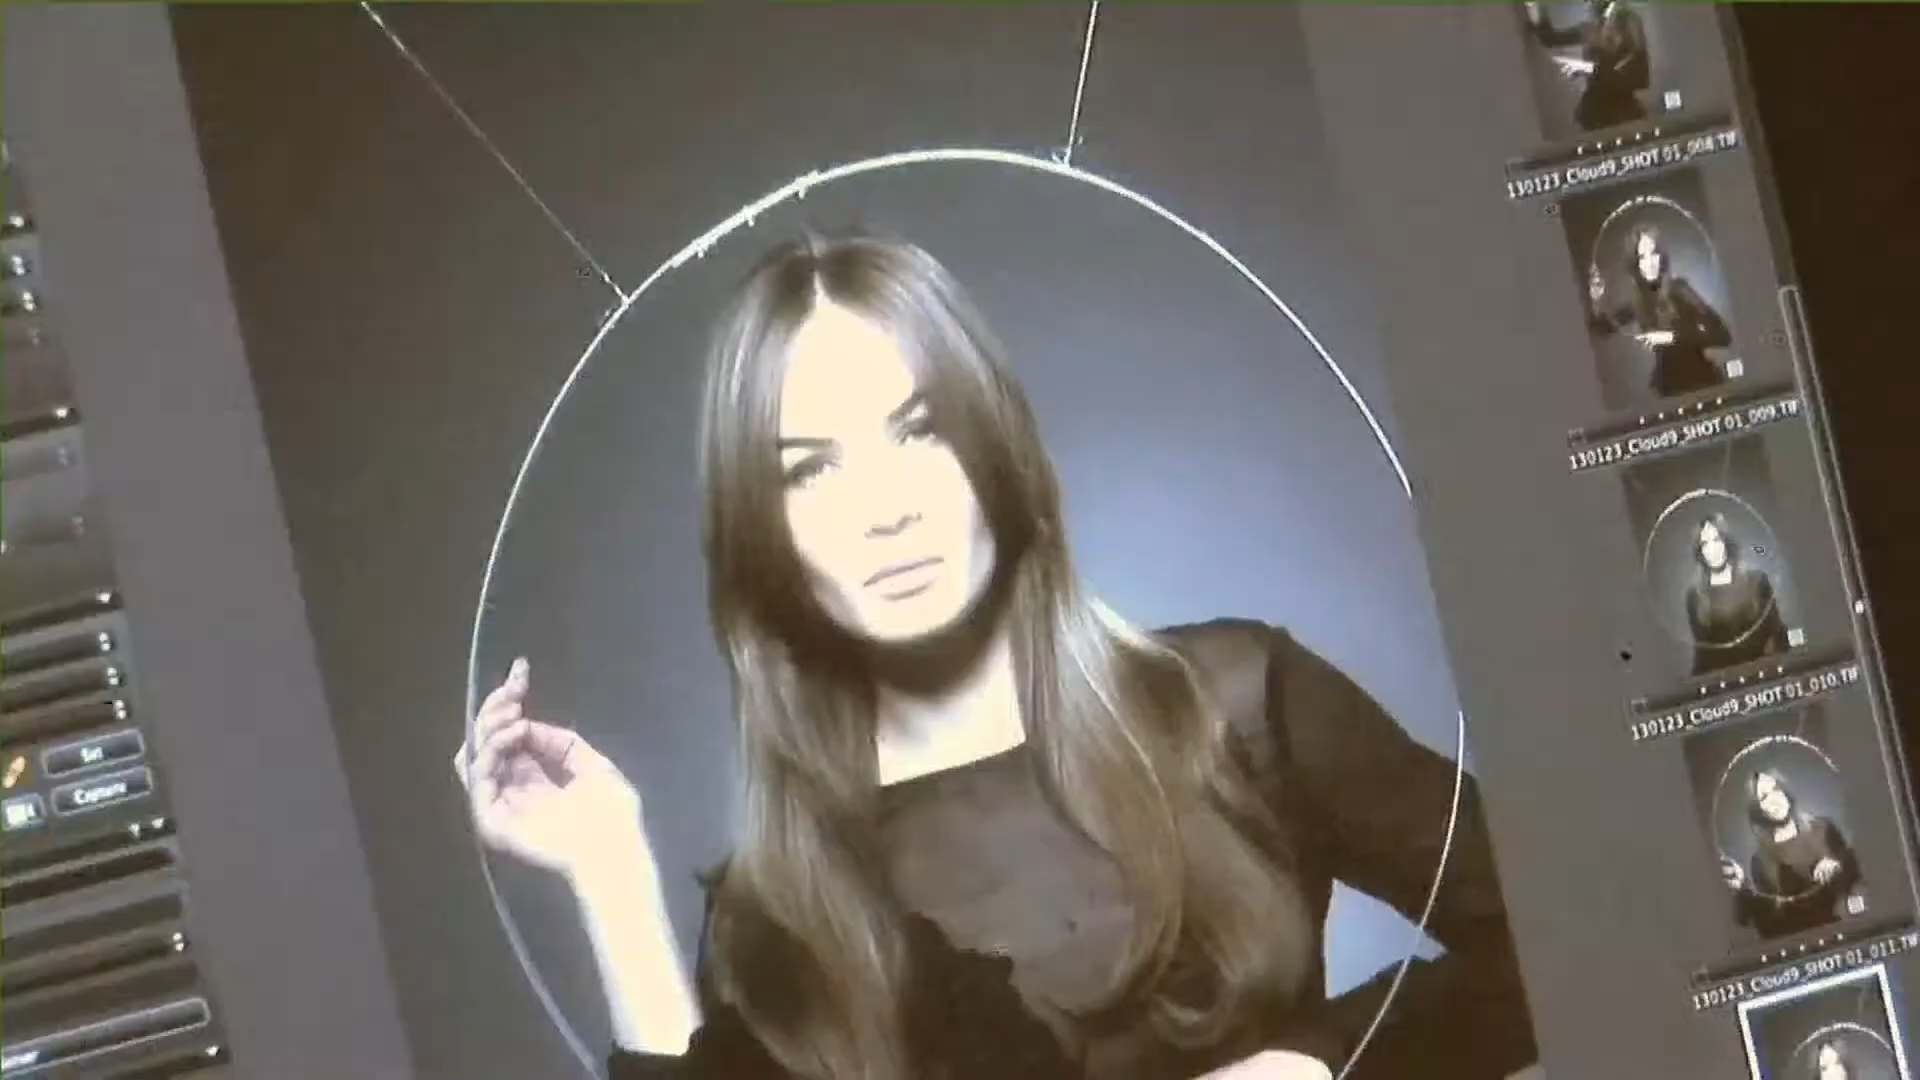 130123_Cloud9_SHOT 01_008.TIF
130123_Cloud9_SHOT 01_009.TIF
130123_Cloud9_SHOT 01_010.TIF
130123_Cloud9_SHOT 01_011.TIF
Set
Capture